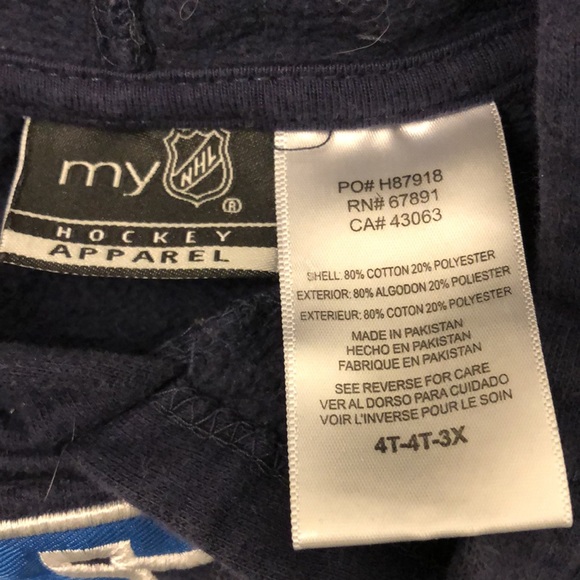 my NHL ®
HOCKEY
APPAREL
PO# H87918
RN# 67891
CA# 43063
SHELL: 80% COTTON 20% POLYESTER
EXTERIOR: 80% ALGODON 20% POLIESTER
EXTERIEUR: 80% COTON 20% POLYESTER
MADE IN PAKISTAN
HECHO EN PAKISTAN
FABRIQUE EN PAKISTAN
SEE REVERSE FOR CARE
VER AL DORSO PARA CUIDADO
VOIR L'INVERSE POUR LE SOIN
4T-4T-3X